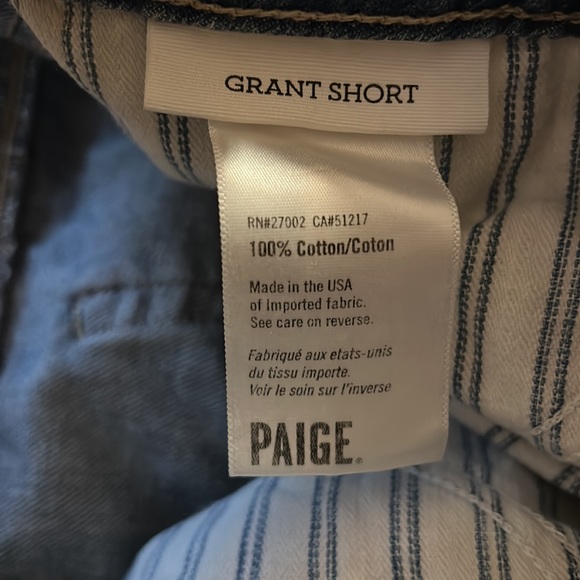 GRANT SHORT
RN#27002 CA#51217
100% Cotton/Coton
Made in the USA
of Imported fabric.
See care on reverse.
Fabriqué aux etats-unis
du tissu importe.
Voir le soin sur l'inverse
PAIGE®